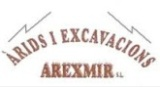 ÀRIDS I EXCAVACIONS
AREXMIR S.L.